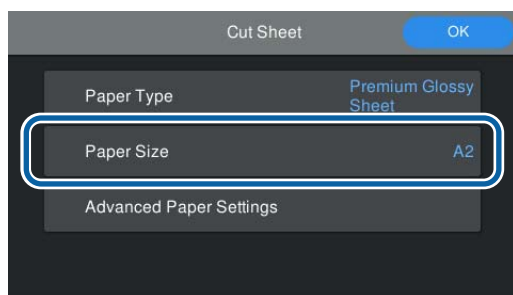 Cut Sheet
OK
Paper Type
Premium Glossy
Sheet
Paper Size
A2
Advanced Paper Settings